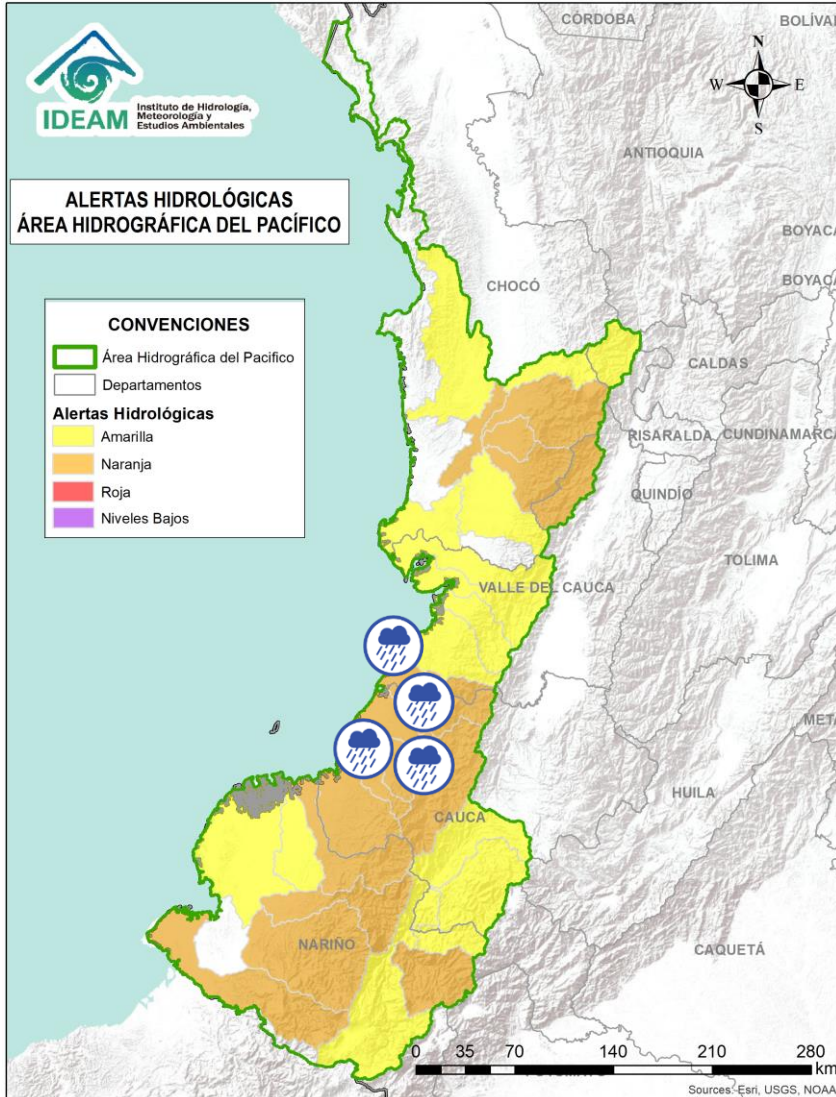 CÓRDOBA
BOLÍVA
IDEAM
Instituto de Hidrología,
Meteorología y
Estudios Ambientales
N
W
E
S
ANTIOQUIA
ALERTAS HIDROLÓGICAS
ÁREA HIDROGRÁFICA DEL PACÍFICO
BOYACÁ
BOYACÁ
CHOCÓ
CONVENCIONES
Área Hidrográfica del Pacifico
Departamentos
Alertas Hidrológicas
Amarilla
Naranja
Roja
Niveles Bajos
CALDAS
RISARALDA
CUNDINAMARCA
QUINDÍO
TOLIMA
VALLE DEL CAUCA
META
HUILA
CAUCA
NARIÑO
CAQUETÁ
0 35 70 140 210 280
km
Sources: Esri, USGS, NOAA